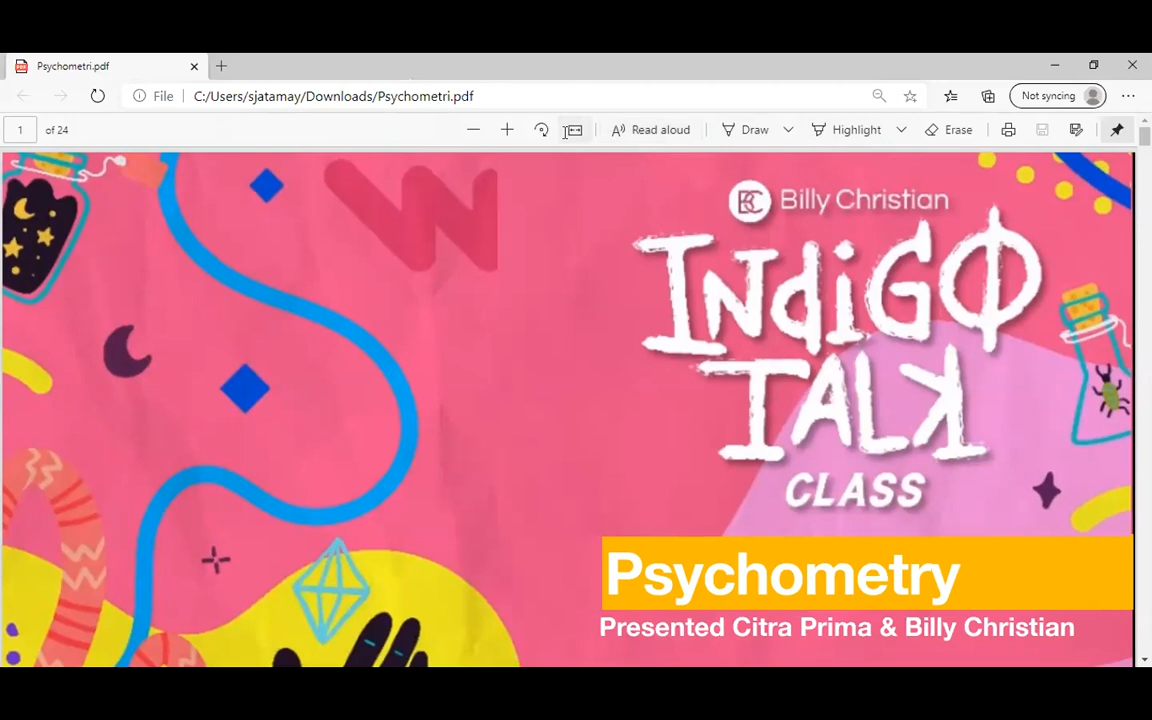 Psychometri.pdf
File
C:/Users/sjatamay/Downloads/Psychometri.pdf
Not syncing
1 of 24
Read aloud
Draw
Highlight
Erase
BC Billy Christian
INdiGO
TALK
CLASS
Psychometry
Presented Citra Prima & Billy Christian